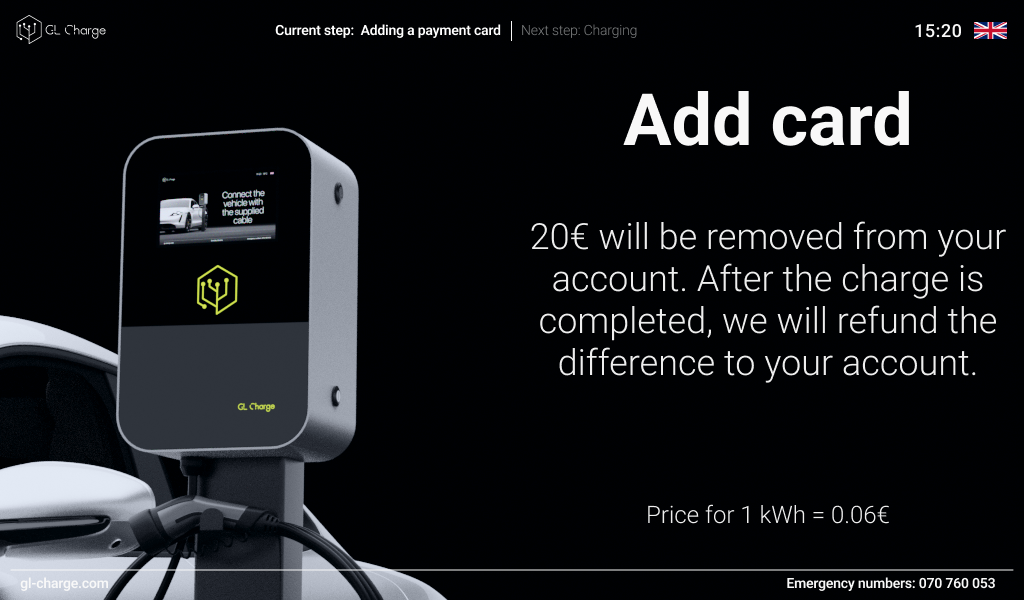 GL Charge
Current step: Adding a payment card
Next step: Charging
15:20
Add card
20€ will be removed from your
account. After the charge is
completed, we will refund the
difference to your account.
Price for 1 kWh = 0.06€
Connect the
vehicle with
the supplied
cable
GL Charge
gl-charge.com
Emergency numbers: 070 760 053